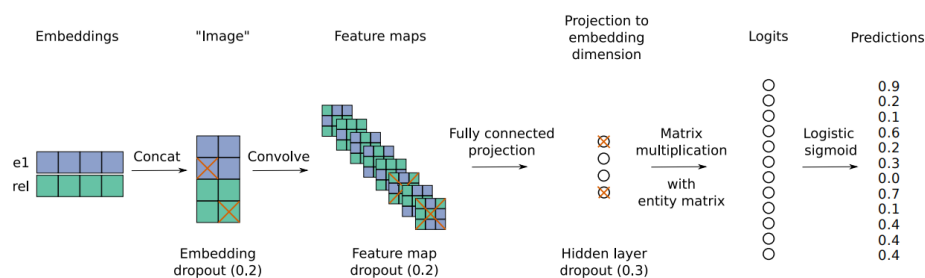 Embeddings
"Image"
Feature maps
Projection to
embedding
dimension
Logits
Predictions
e1
rel
Concat
Convolve
Fully connected
projection
Matrix
multiplication
with
entity matrix
Logistic
sigmoid
0.9
0.2
0.1
0.6
0.2
0.3
0.0
0.7
0.1
0.4
0.4
0.4
Embedding
dropout (0.2)
Feature map
dropout (0.2)
Hidden layer
dropout (0.3)